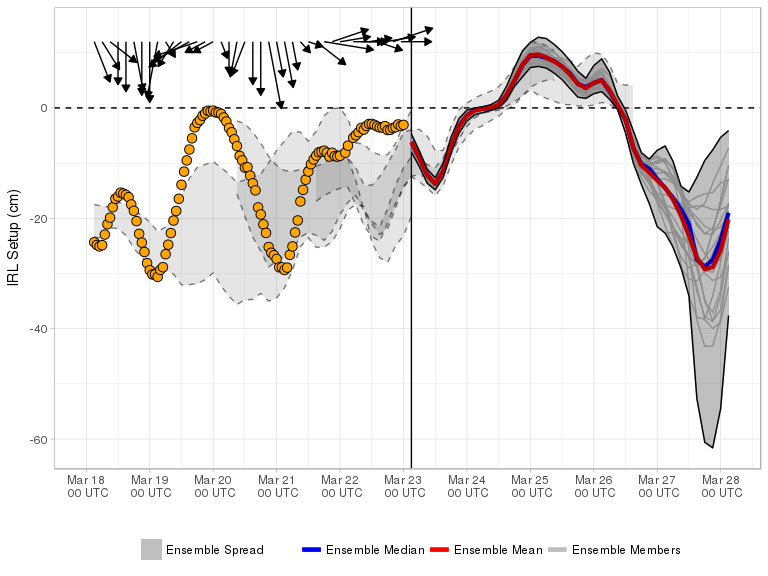 IRL Setup (cm)
0
-20
-40
-60
Mar 18 Mar 19 Mar 20 Mar 21 Mar 22 Mar 23 Mar 24 Mar 25 Mar 26 Mar 27 Mar 28
00 UTC 00 UTC 00 UTC 00 UTC 00 UTC 00 UTC 00 UTC 00 UTC 00 UTC 00 UTC 00 UTC
Ensemble Spread Ensemble Median Ensemble Mean Ensemble Members